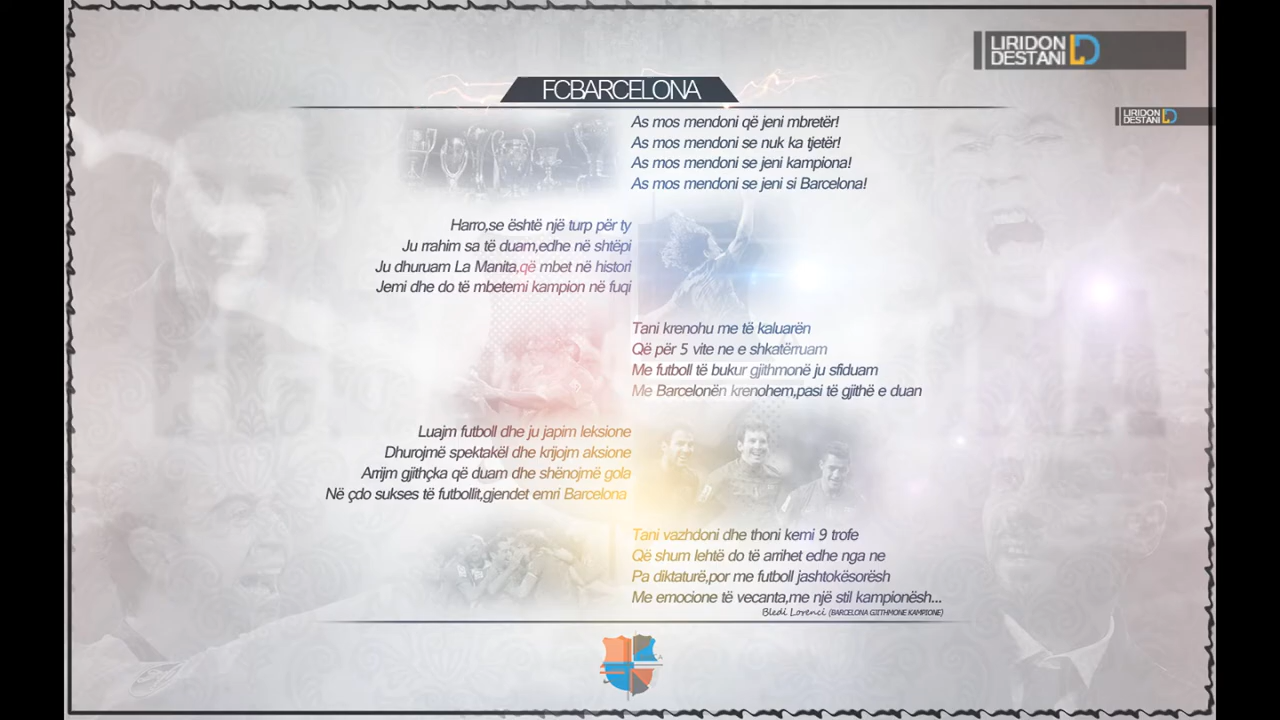 LIRIDON
DESTANI
FCBARCELONA
LIRIDON
DESTANI
As mos mendoni që jeni mbretër!
As mos mendoni se nuk ka tjetër!
As mos mendoni se jeni kampiona!
As mos mendoni se jeni si Barcelona!
Harro,se është një turp për ty
Ju rrahim sa të duam,edhe në shtëpi
Ju dhuruam La Manita,që mbet në histori
Jemi dhe do të mbetemi kampion në fuqi
Tani krenohu me të kaluarën
Që për 5 vite ne e shkatërruam
Me futboll të bukur gjithmonë ju sfiduam
Me Barcelonën krenohem,pasi të gjithë e duan
Luajm futboll dhe ju japim leksione
Dhurojmë spektakël dhe krijojm aksione
Arrijm gjithçka që duam dhe shënojmë gola
Në çdo sukses të futbollit,gjendet emri Barcelona
Tani vazhdoni dhe thoni kemi 9 trofe
Që shum lehtë do të arrihet edhe nga ne
Pa diktaturë,por me futboll jashtokësorësh
Me emocione të vecanta,me një stil kampionësh...
Bledi Lorenci (BARCELONA GJITHMONE KAMPIONE)